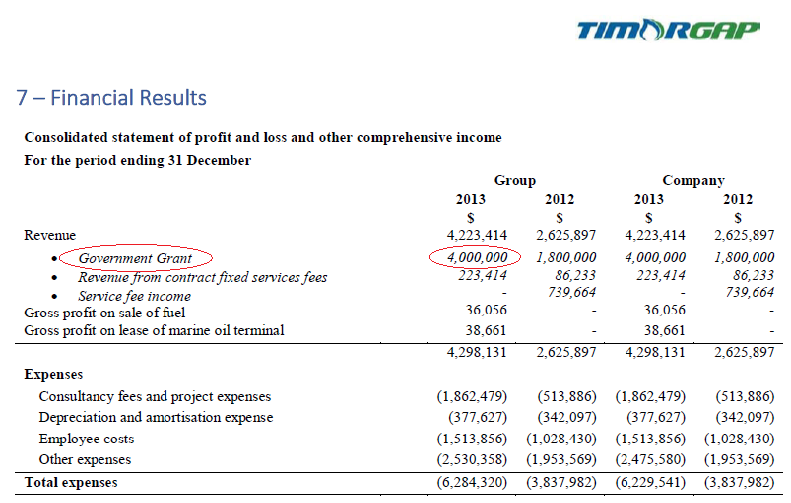 TIMORGAP
7 – Financial Results
Consolidated statement of profit and loss and other comprehensive income
For the period ending 31 December
Group Company
2013 2012 2013 2012
$ $ $ $
Revenue 4,223,414 2,625,897 4,223,414 2,625,897
• Government Grant 4,000,000 1,800,000 4,000,000 1,800,000
• Revenue from contract fixed services fees 223,414 86,233 223,414 86,233
• Service fee income - 739,664 - 739,664
Gross profit on sale of fuel 36,056 - 36,056 -
Gross profit on lease of marine oil terminal 38,661 - 38,661 -
4,298,131 2,625,897 4,298,131 2,625,897
Expenses
Consultancy fees and project expenses (1,862,479) (513,886) (1,862,479) (513,886)
Depreciation and amortisation expense (377,627) (342,097) (377,627) (342,097)
Employee costs (1,513,856) (1,028,430) (1,513,856) (1,028,430)
Other expenses (2,530,358) (1,953,569) (2,475,580) (1,953,569)
Total expenses (6,284,320) (3,837,982) (6,229,541) (3,837,982)